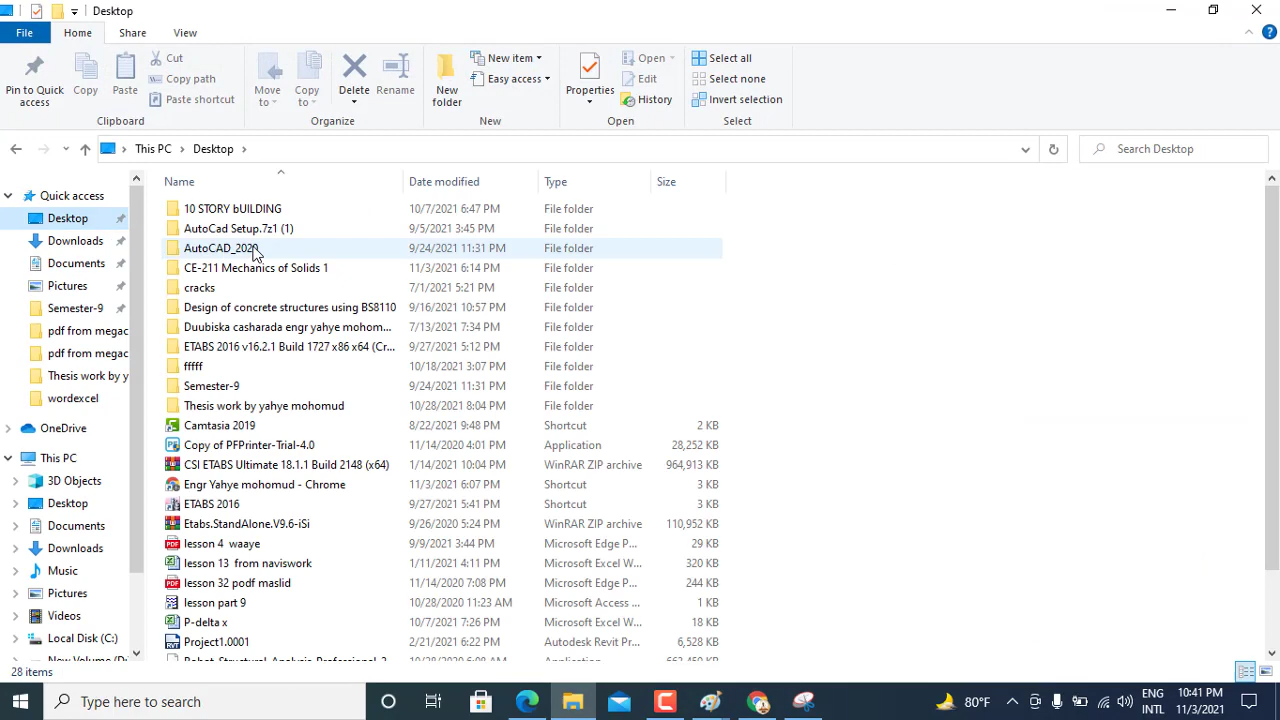 Desktop
File Home Share View
Pin to Quick access
Copy
Paste
Cut
Copy path
Paste shortcut
Clipboard
Move to
Copy to
Delete
Rename
Organize
New folder
New item
Easy access
New
Properties
Open
Edit
History
Open
Select all
Select none
Invert selection
Select
This PC > Desktop >
Search Desktop
Quick access
Desktop
Downloads
Documents
Pictures
Semester-9
pdf from megac
pdf from megac
Thesis work by y
wordexcel
OneDrive
This PC
3D Objects
Desktop
Documents
Downloads
Music
Pictures
Videos
Local Disk (C:)
New Volume (D:
Name Date modified Type Size
10 STORY bUILDING 10/7/2021 6:47 PM File folder
AutoCad Setup.7z1 (1) 9/5/2021 3:45 PM File folder
AutoCAD_2020 9/24/2021 11:31 PM File folder
CE-211 Mechanics of Solids 1 11/3/2021 6:14 PM File folder
cracks 7/1/2021 5:21 PM File folder
Design of concrete structures using BS8110 9/16/2021 10:57 PM File folder
Duubiska casharada engr yahye mohom... 7/13/2021 7:34 PM File folder
ETABS 2016 v16.2.1 Build 1727 x86 x64 (Cr... 9/27/2021 5:12 PM File folder
fffff 10/18/2021 3:07 PM File folder
Semester-9 9/24/2021 11:31 PM File folder
Thesis work by yahye mohomud 10/28/2021 8:04 PM File folder
Camtasia 2019 8/22/2021 9:48 PM Shortcut 2 KB
Copy of PFPrinter-Trial-4.0 11/14/2020 4:01 PM Application 28,252 KB
CSI ETABS Ultimate 18.1.1 Build 2148 (x64) 1/14/2021 10:04 PM WinRAR ZIP archive 964,913 KB
Engr Yahye mohomud - Chrome 11/3/2021 6:07 PM Shortcut 3 KB
ETABS 2016 9/27/2021 5:41 PM Shortcut 3 KB
Etabs.StandAlone.V9.6-iSi 9/26/2020 5:24 PM WinRAR ZIP archive 110,952 KB
lesson 4 waaye 9/9/2021 3:44 PM Microsoft Edge P... 29 KB
lesson 13 from naviswork 1/11/2021 4:11 PM Microsoft Excel W... 320 KB
lesson 32 podf maslid 11/14/2020 7:08 PM Microsoft Edge P... 244 KB
lesson part 9 10/28/2020 11:23 AM Microsoft Access ... 1 KB
P-delta x 10/7/2021 7:26 PM Microsoft Excel W... 18 KB
Project1.0001 2/21/2021 6:22 PM Autodesk Revit Pr... 6,528 KB
Robot-Structural-Analysis-Professional-2 10/28/2020 6:08 AM Application
28 items
Type here to search
80°F
ENG
INTL
10:41 PM
11/3/2021